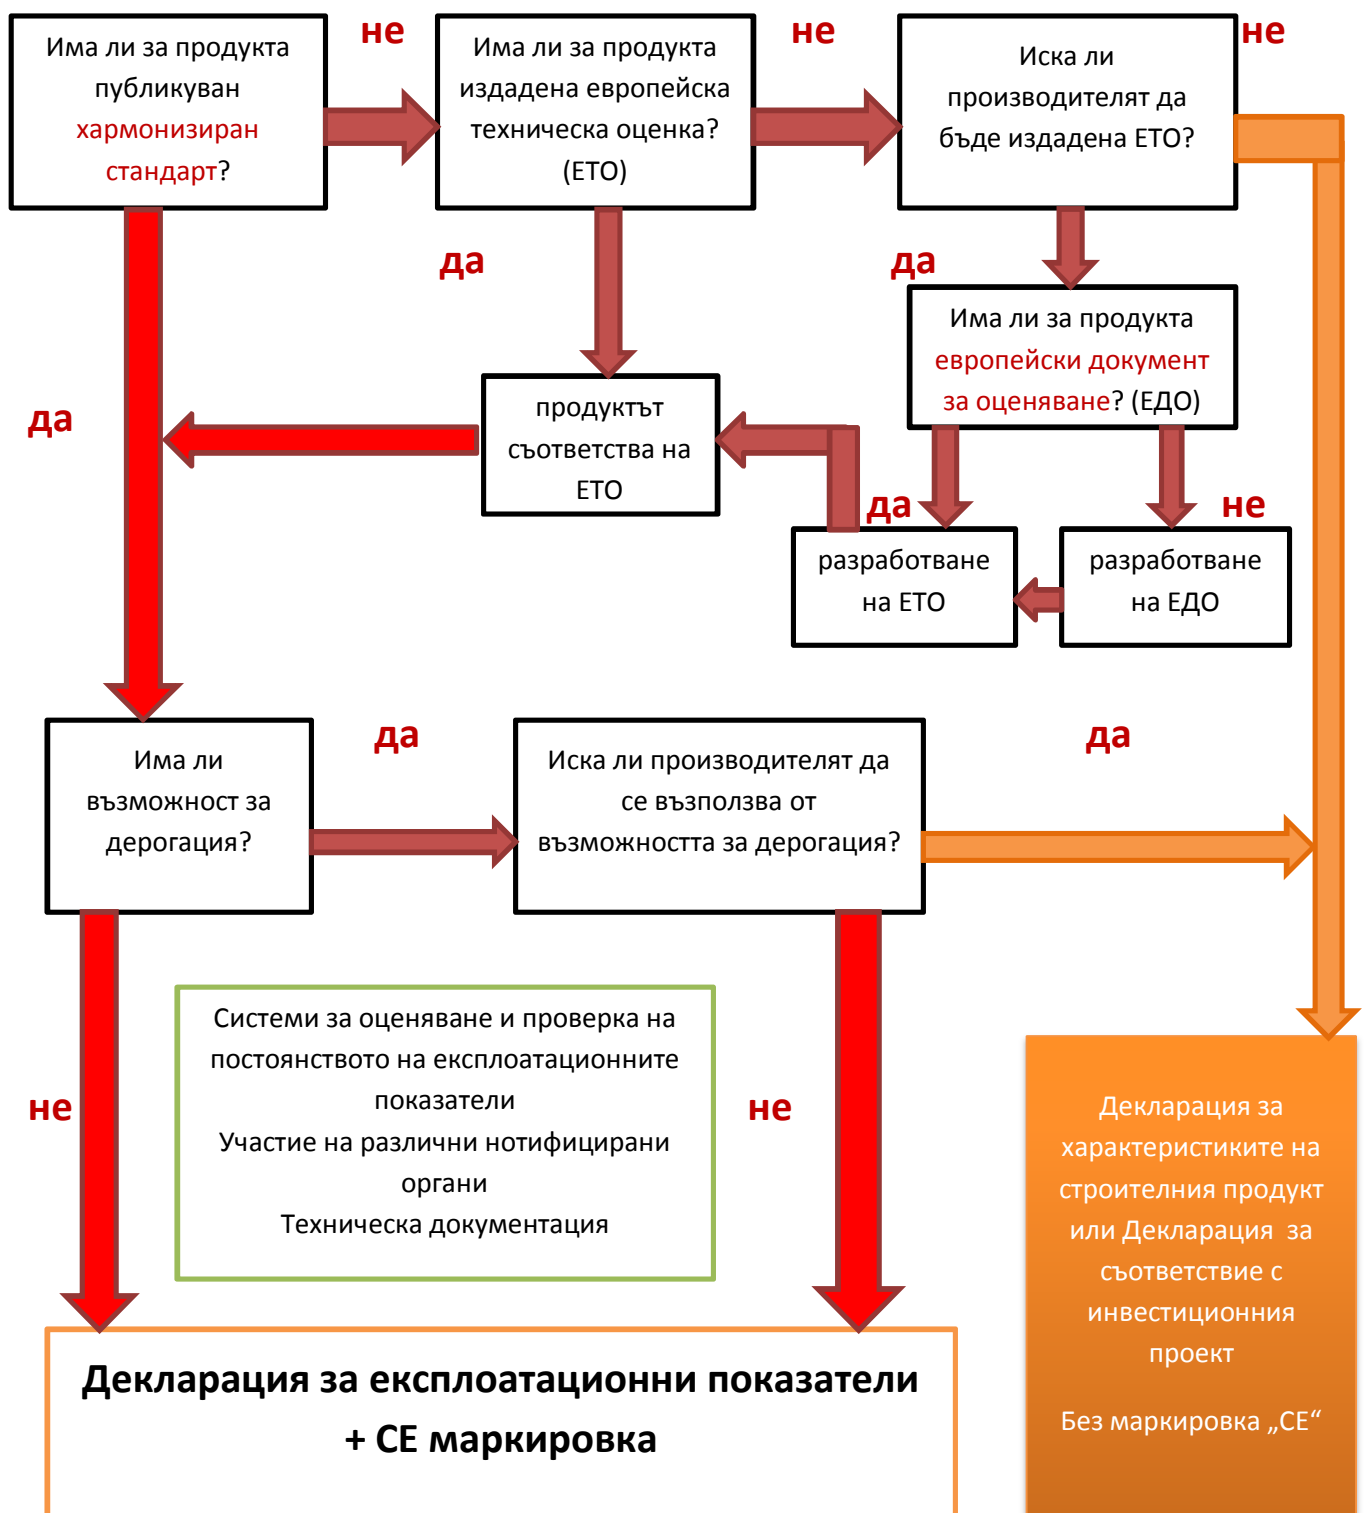 Има ли за продукта
публикуван
хармонизиран
стандарт?
не
Има ли за продукта
издадена европейска
техническа оценка?
(ЕТО)
не
Иска ли
производителят да
бъде издадена ЕТО?
не
да
да
Има ли за продукта
европейски документ
за оценяване? (ЕДО)
да
продуктът
съответства на
ЕТО
да
не
разработване
на ЕТО
разработване
на ЕДО
Има ли
възможност за
дерогация?
да
Иска ли производителят да
се възползва от
възможността за дерогация?
да
не
Системи за оценяване и проверка на
постоянството на експлоатационните
показатели
Участие на различни нотифицирани
органи
Техническа документация
не
Декларация за
характеристиките на
строителния продукт
или Декларация за
съответствие с
инвестиционния
проект
Без маркировка „СЕ“
Декларация за експлоатационни показатели
+ СЕ маркировка